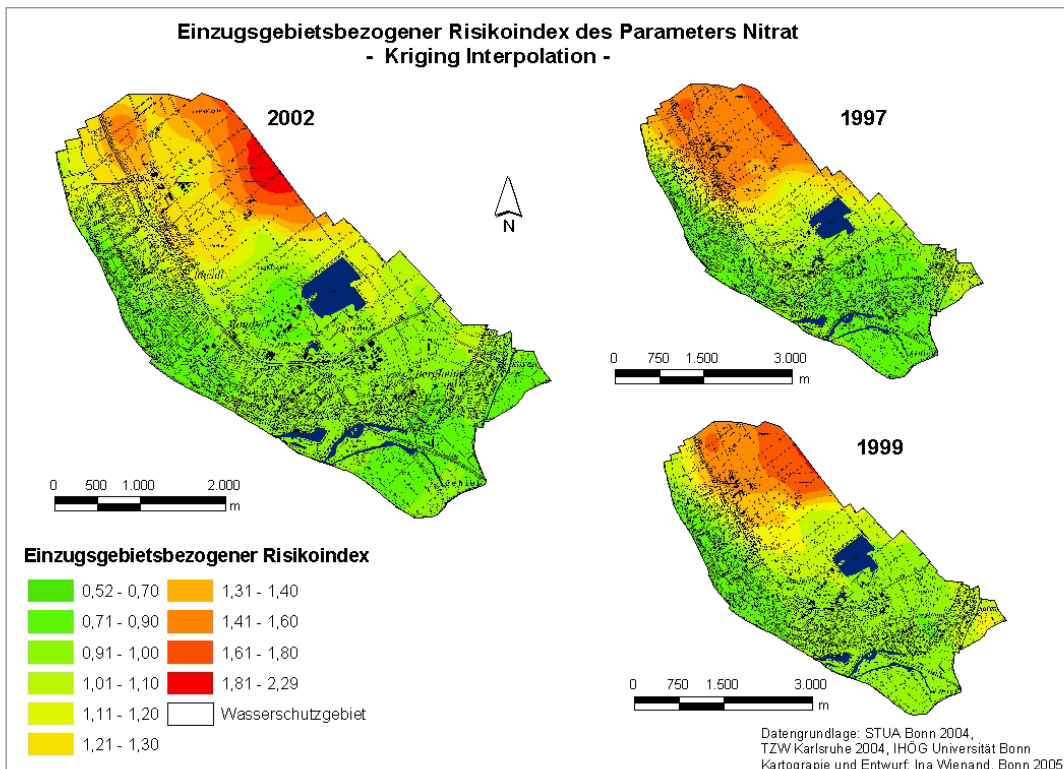 Einzugsgebietsbezogener Risikoindex des Parameters Nitrat
- Kriging Interpolation -
2002
1997
N
0 750 1.500 3.000
m
1999
0 500 1.000 2.000
m
0 750 1.500 3.000
m
Einzugsgebietsbezogener Risikoindex
0,52 - 0,70
0,71 - 0,90
0,91 - 1,00
1,01 - 1,10
1,11 - 1,20
1,21 - 1,30
1,31 - 1,40
1,41 - 1,60
1,61 - 1,80
1,81 - 2,29
Wasserschutzgebiet
Datengrundlage: STUA Bonn 2004,
TZW Karlsruhe 2004, IHÖG Universität Bonn
Kartograpie und Entwurf: Ina Wienand, Bonn 2005